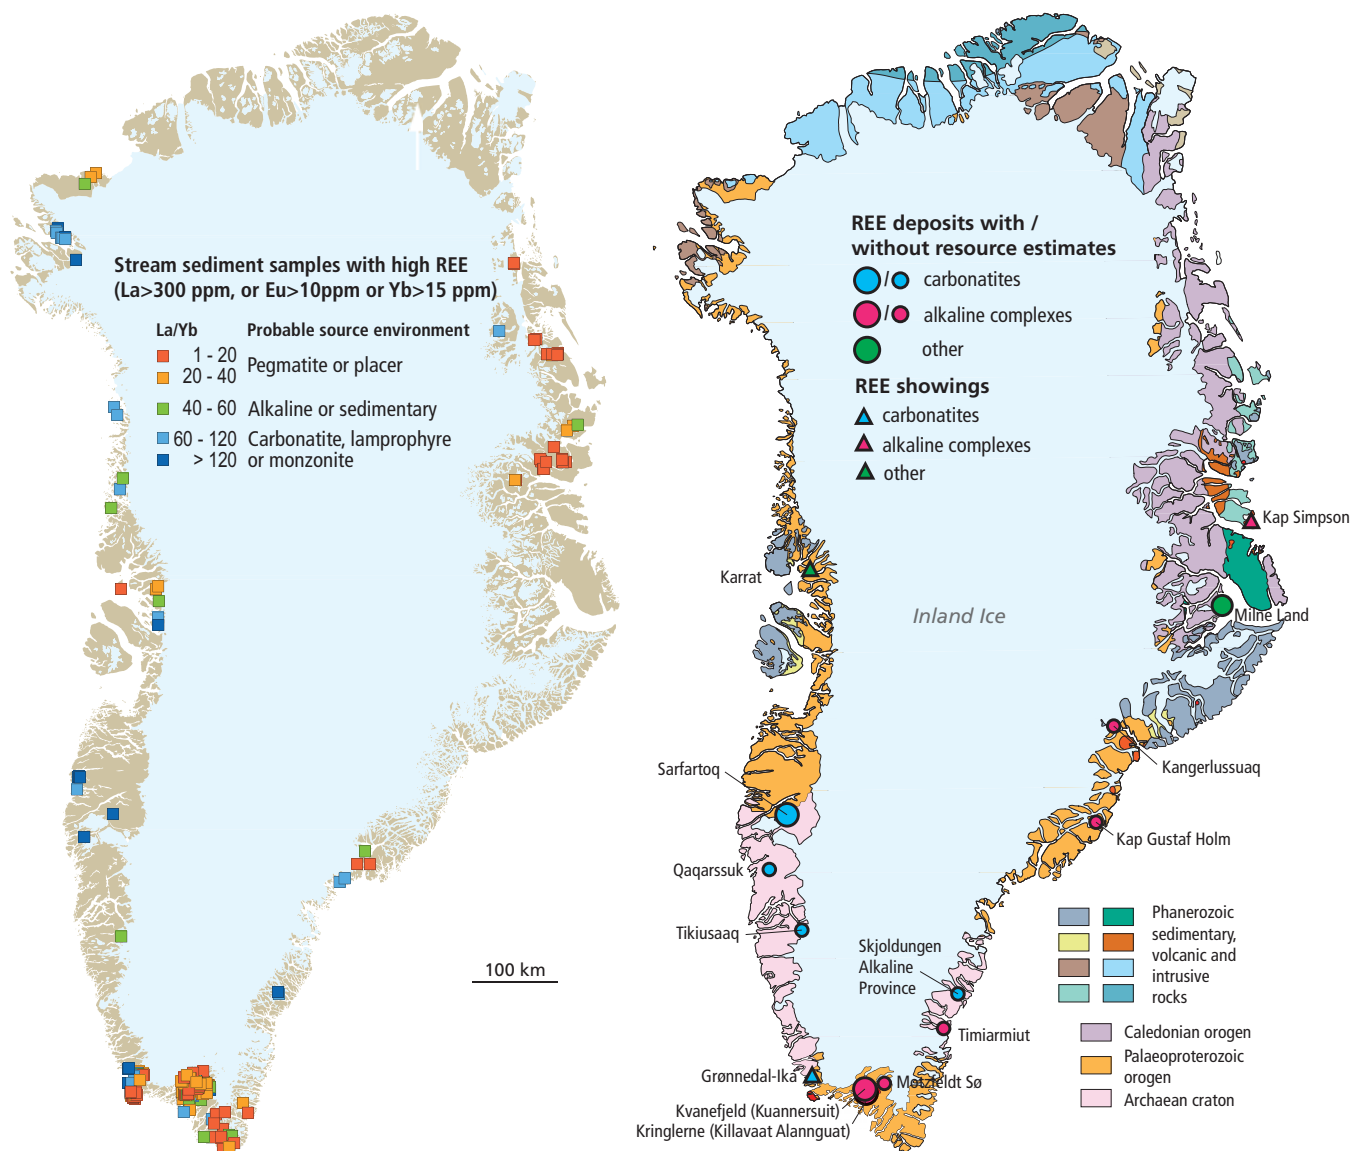 Stream sediment samples with high REE
(La>300 ppm, or Eu>10ppm or Yb>15 ppm)
La/Yb Probable source environment
1 - 20
Pegmatite or placer
20 - 40
40 - 60 Alkaline or sedimentary
60 - 120 Carbonatite, lamprophyre
> 120 or monzonite
100 km
REE deposits with /
without resource estimates
/ carbonatites
/ alkaline complexes
other
REE showings
carbonatites
alkaline complexes
other
Kap Simpson
Karrat
Inland Ice
Milne Land
Sarfartoq
Kangerlussuaq
Kap Gustaf Holm
Qaqarssuk
Tikiusaaq
Skjoldungen
Alkaline
Province
Timiarmiut
Grønnedal-Ika
Motzfeldt Sø
Kvanefjeld (Kuannersuit)
Kringlerne (Killavaat Alannguat)
Phanerozoic
sedimentary,
volcanic and
intrusive
rocks
Caledonian orogen
Palaeoproterozoic
orogen
Archaean craton